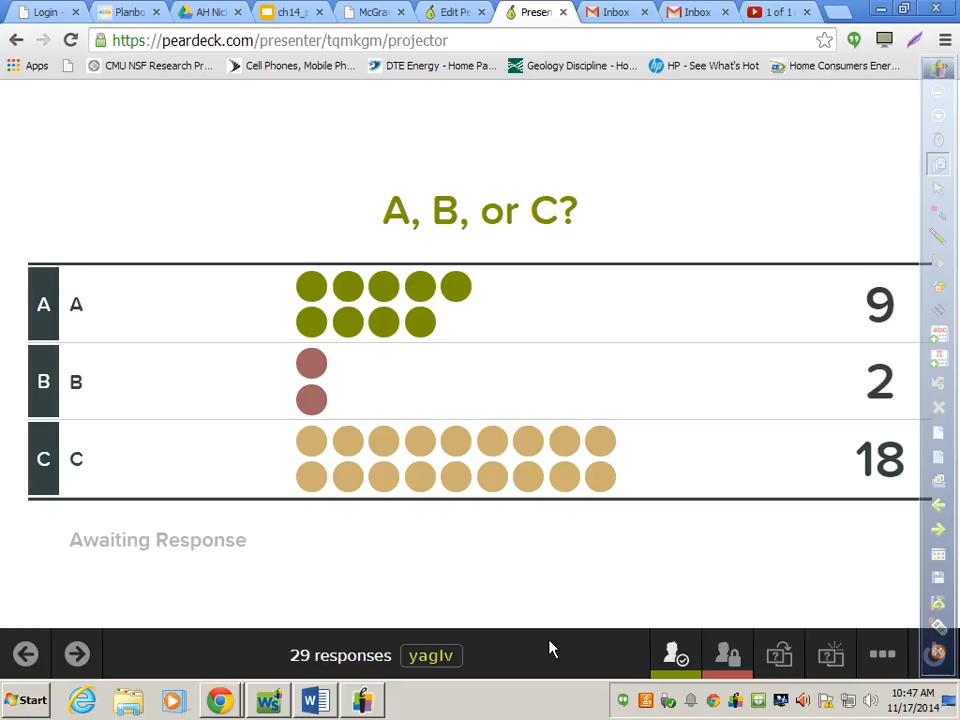 Login -
Planbo
AH Nicl
ch14_
McGrav
Edit Pe
Presen
Inbox
Inbox
1 of 1
https://peardeck.com/presenter/tqmkgm/projector
Apps
CMU NSF Research Pr...
Cell Phones, Mobile Ph...
DTE Energy - Home Pa...
Geology Discipline - Ho...
HP - See What's Hot
Home Consumers Ener...
A, B, or C?
A A 9
B B 2
C C 18
Awaiting Response
29 responses yaglv
Start
10:47 AM
11/17/2014